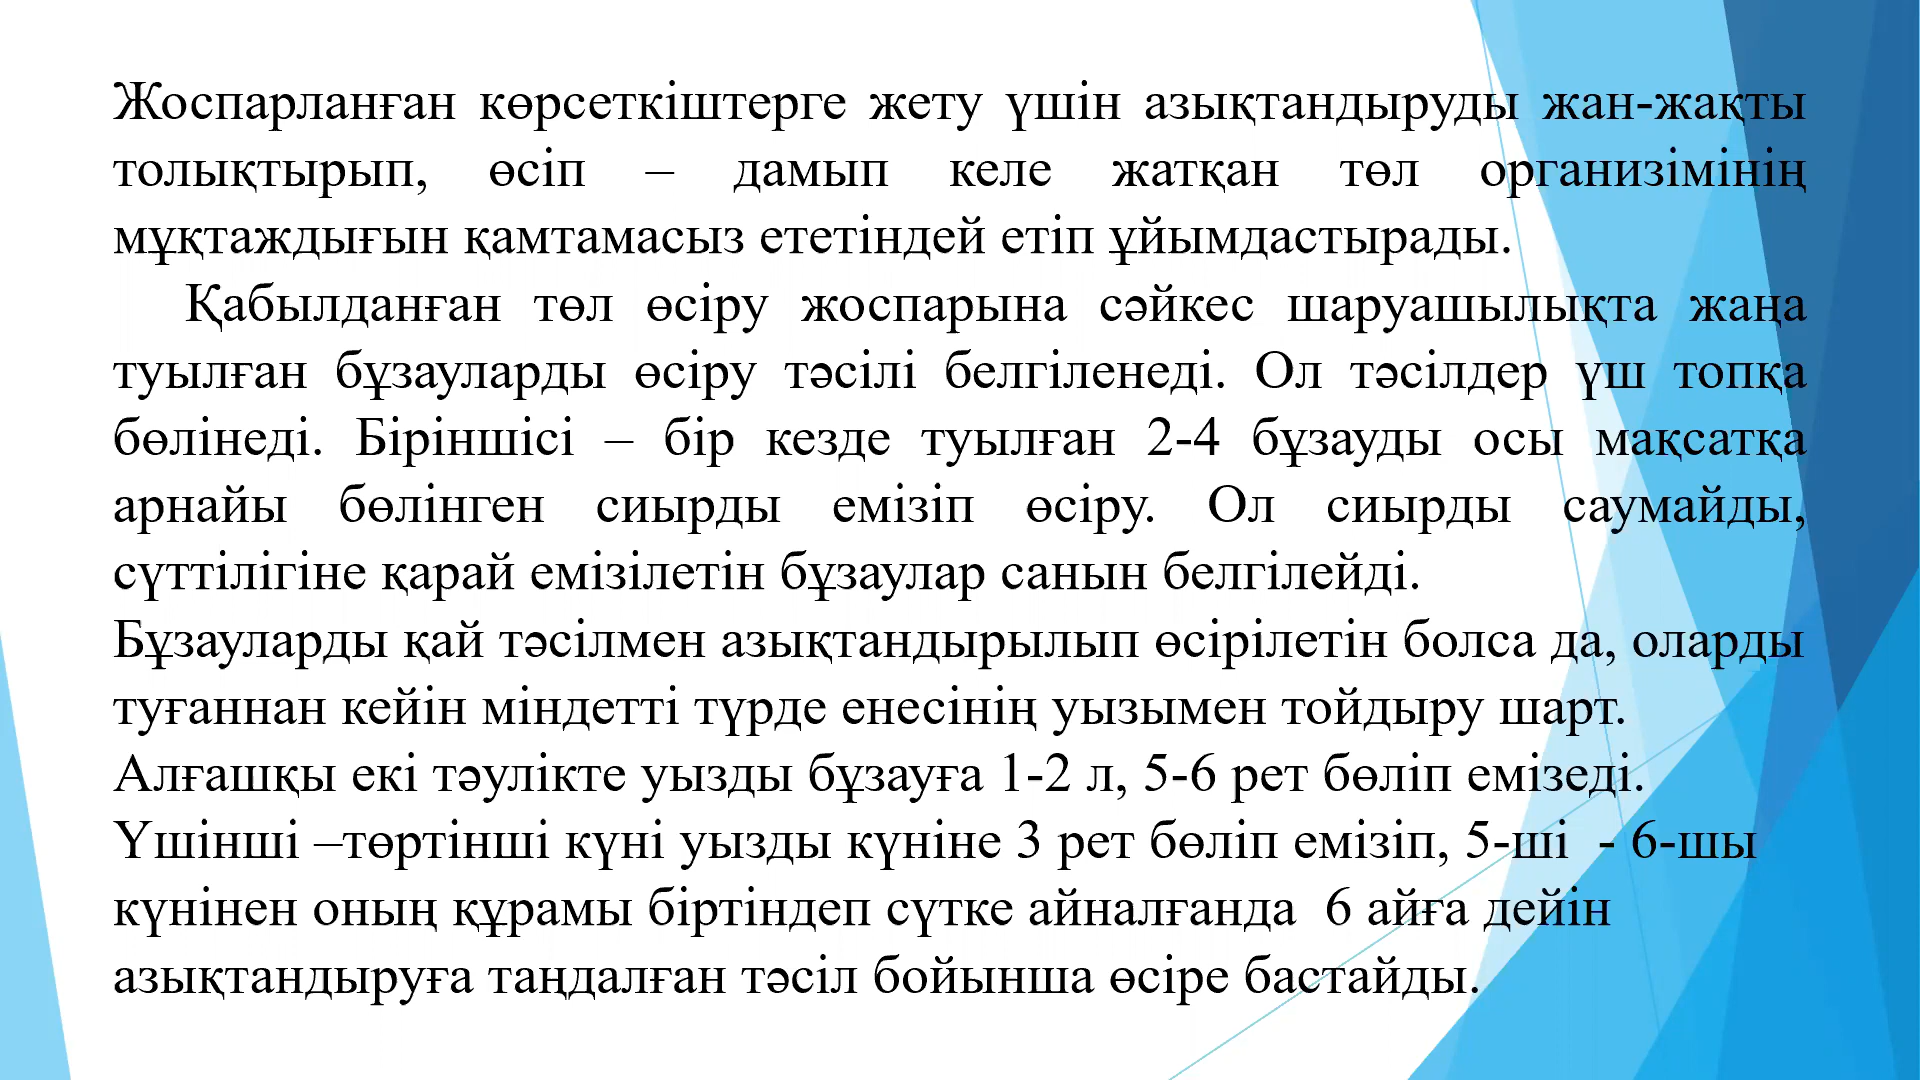 Жоспарланған көрсеткіштерге жету үшін азықтандыруды жан-жақты
толықтырып, өсіп – дамып келе жатқан төл организімінің
мұқтаждығын қамтамасыз ететіндей етіп ұйымдастырады.
Қабылданған төл өсіру жоспарына сәйкес шаруашылықта жаңа
туылған бұзауларды өсіру тәсілі белгіленеді. Ол тәсілдер үш топқа
бөлінеді. Біріншісі – бір кезде туылған 2-4 бұзауды осы мақсатқа
арнайы бөлінген сиырды емізіп өсіру. Ол сиырды саумайды,
сүттілігіне қарай емізілетін бұзаулар санын белгілейді.
Бұзауларды қай тәсілмен азықтандырылып өсірілетін болса да, оларды
туғаннан кейін міндетті түрде енесінің уызымен тойдыру шарт.
Алғашқы екі тәулікте уызды бұзауға 1-2 л, 5-6 рет бөліп емізеді.
Үшінші –төртінші күні уызды күніне 3 рет бөліп емізіп, 5-ші  - 6-шы
күнінен оның құрамы біртіндеп сүтке айналғанда  6 айға дейін
азықтандыруға таңдалған тәсіл бойынша өсіре бастайды.